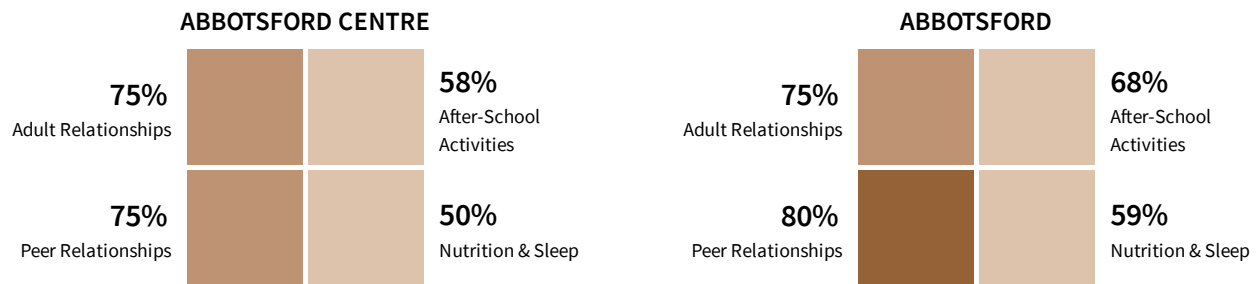 ABBOTSFORD CENTRE
75%
Adult Relationships
58%
After-School
Activities
75%
Peer Relationships
50%
Nutrition & Sleep
ABBOTSFORD
75%
Adult Relationships
68%
After-School
Activities
80%
Peer Relationships
59%
Nutrition & Sleep